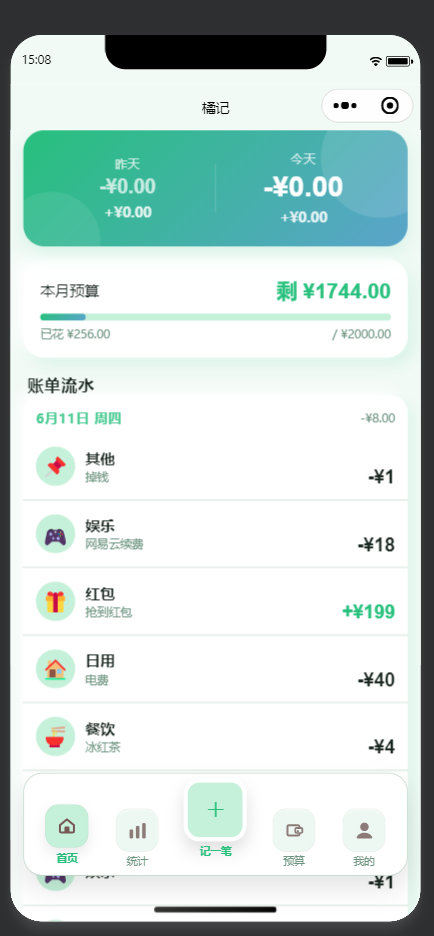 15:08
橘记
昨天
-¥0.00
+¥0.00
今天
-¥0.00
+¥0.00
本月预算
剩 ¥1744.00
已花 ¥256.00
/ ¥2000.00
账单流水
6月11日 周四
-¥8.00
其他
掉钱
-¥1
娱乐
网易云续费
-¥18
红包
抢到红包
+¥199
日用
电费
-¥40
餐饮
冰红茶
-¥4
首页
统计
记一笔
预算
我的
-¥1